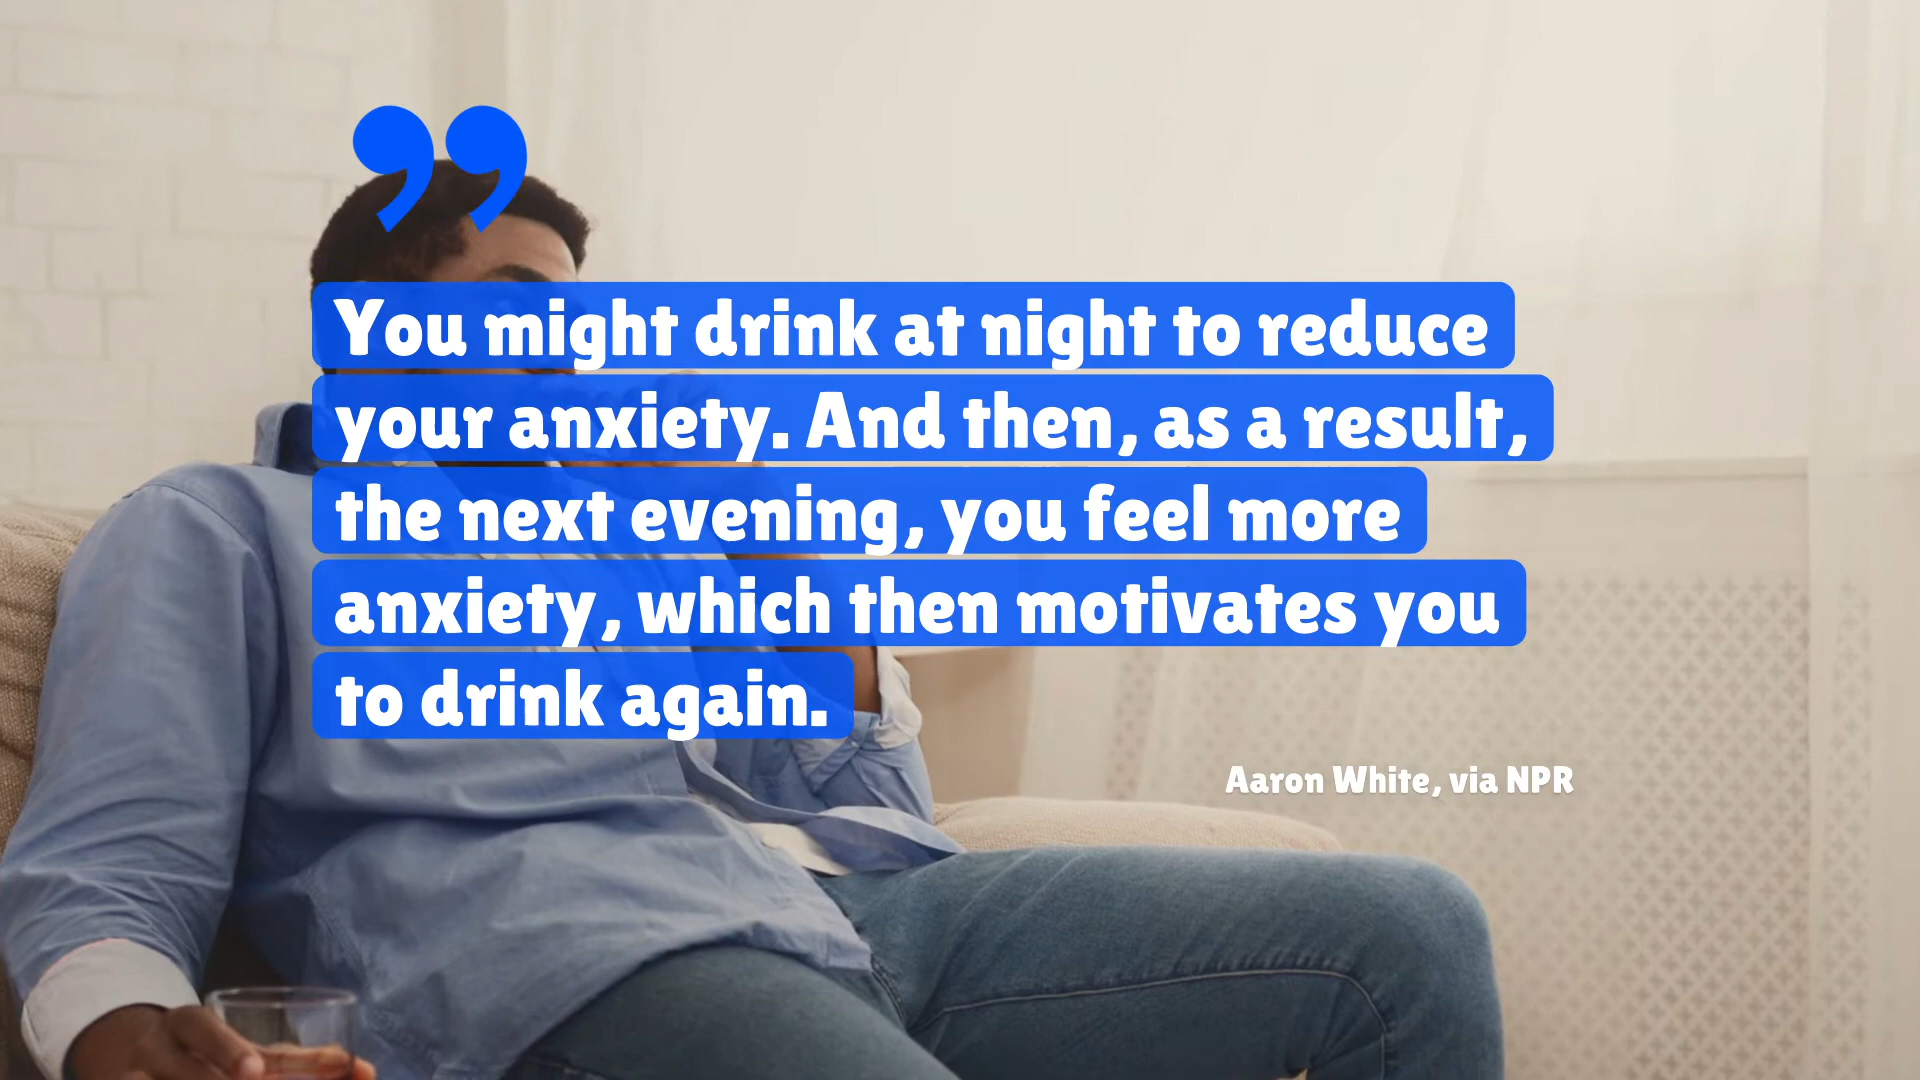 ”
You might drink at night to reduce
your anxiety. And then, as a result,
the next evening, you feel more
anxiety, which then motivates you
to drink again.
Aaron White, via NPR